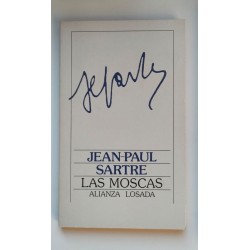 JEAN-PAUL
SARTRE
LAS MOSCAS
ALIANZA LOSADA